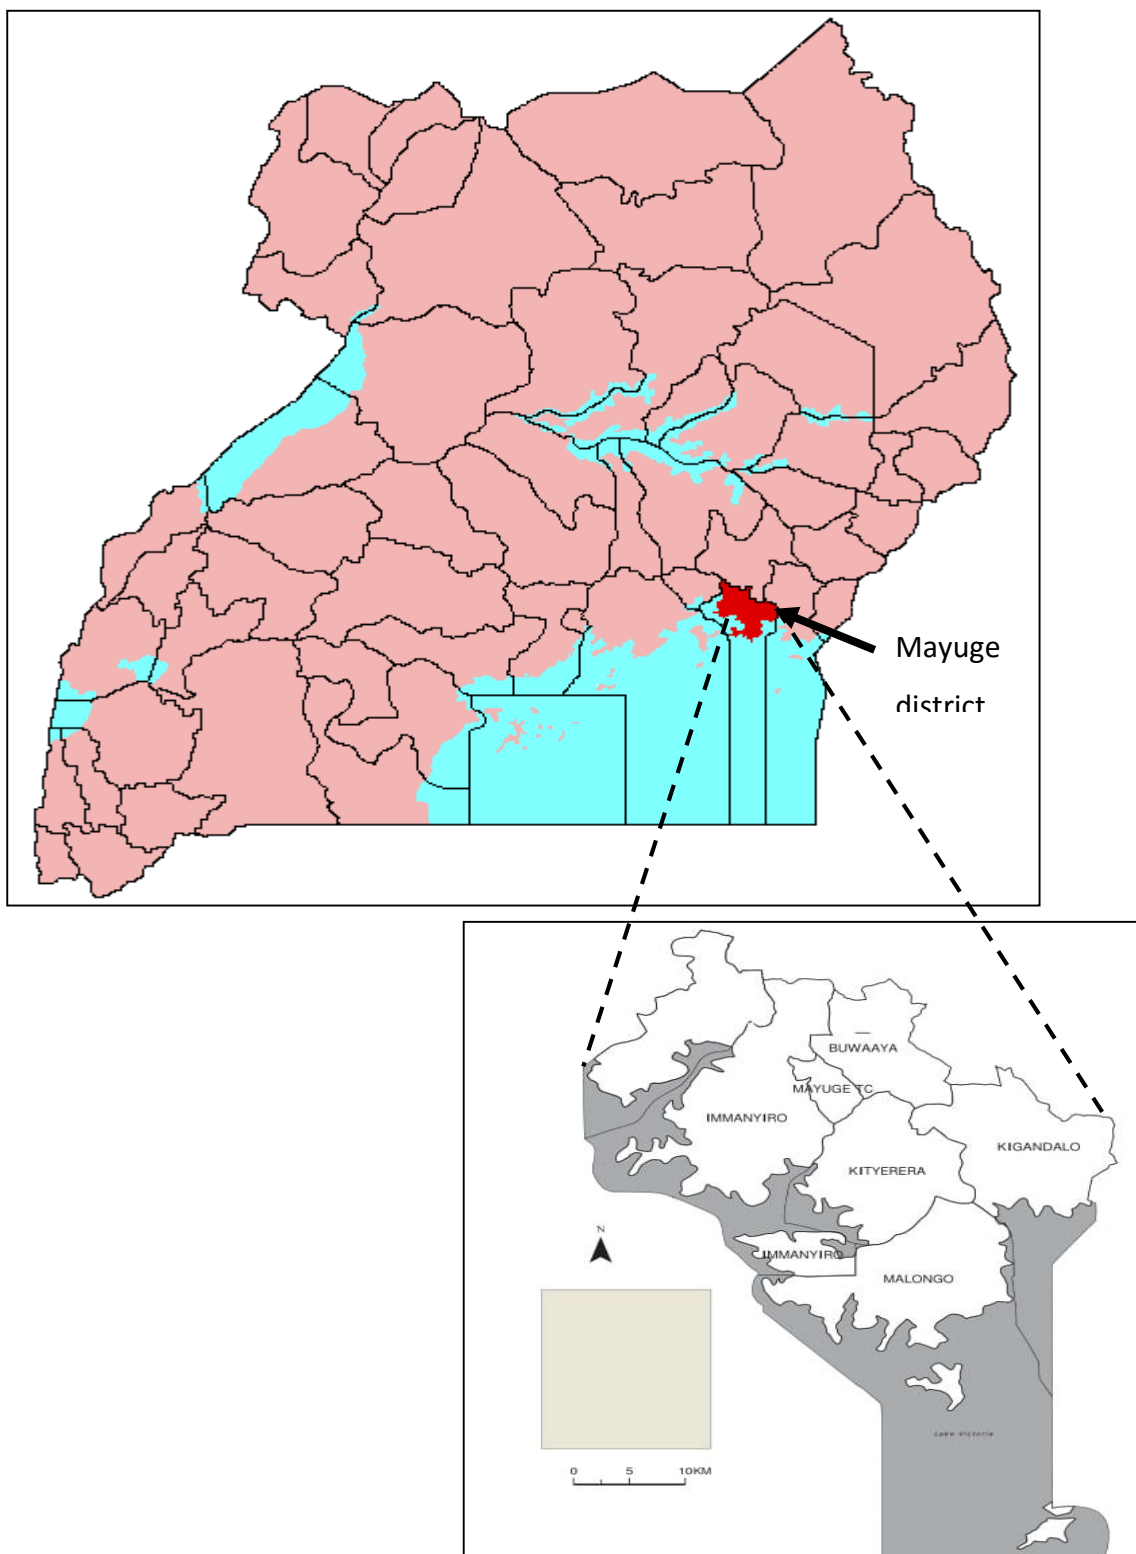 Mayuge
district
BUWAAYA
MAYUGE TC
IMMANYIRO
KIGANDALO
KITYERERA
N
IMMANYIRO
MALONGO
Lake Victoria
0 5 10KM